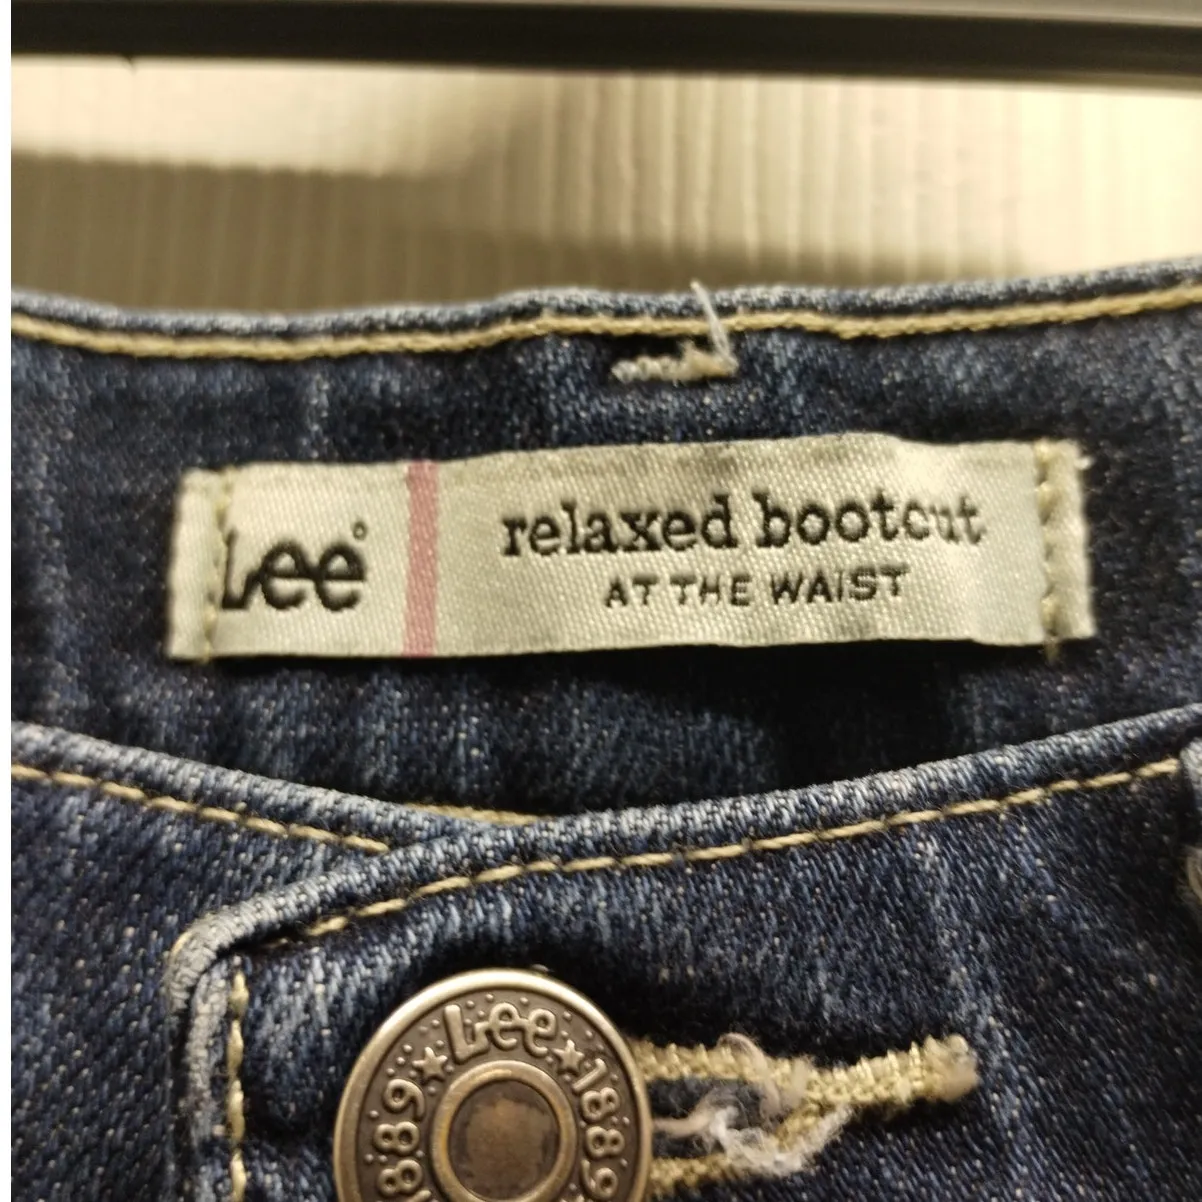 Lee° relaxed bootcut
AT THE WAIST
1889 ★ Lee ★ 1889